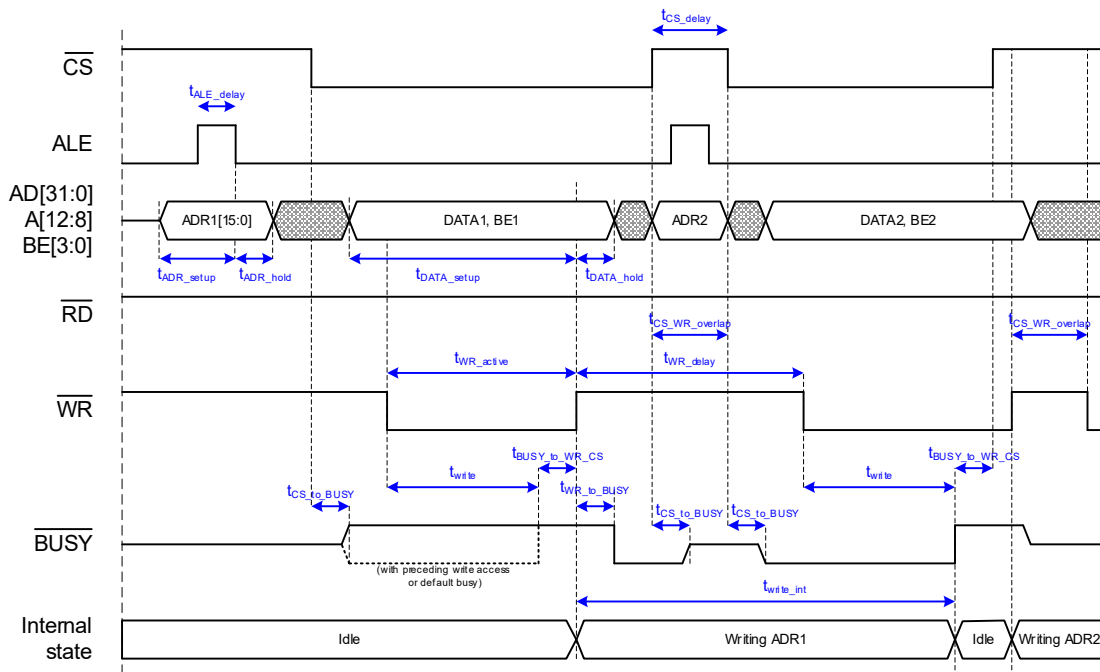 tCS_delay
CS
tALE_delay
ALE
AD[31:0]
A[12:8]
BE[3:0]
ADR1[15:0]
DATA1, BE1
ADR2
DATA2, BE2
tADR_setup
tADR_hold
tDATA_setup
tDATA_hold
RD
tCS_WR_overlap
tCS_WR_overlap
tWR_active
tWR_delay
WR
tBUSY_to_WR_CS
tBUSY_to_WR_CS
twrite
twrite
tCS_to_BUSY
tWR_to_BUSY
tCS_to_BUSY
tCS_to_BUSY
BUSY
(with preceding write access
or default busy)
twrite_int
Internal
state
Idle
Writing ADR1
Idle
Writing ADR2